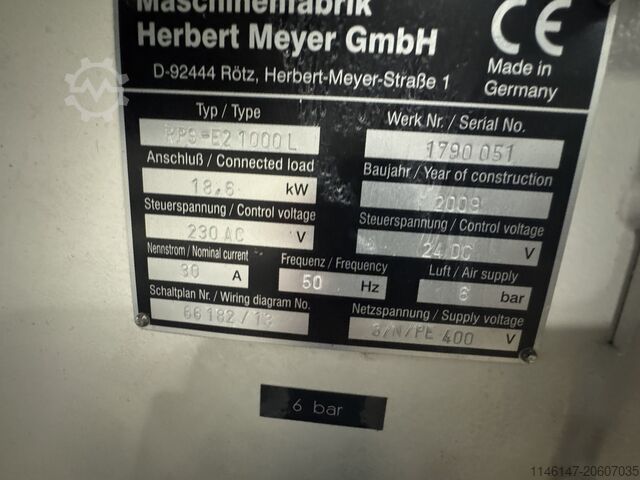 Maschinenfabrik
Herbert Meyer GmbH
D-92444 Rötz, Herbert-Meyer-Straße 1
CE
Made in
Germany
Typ / Type
RPS-E2 1000 L
Werk Nr. / Serial No.
1790 051
Anschluß / Connected load
18,6 kW
Baujahr / Year of construction
2009
Steuerspannung / Control voltage
230 AC V
Steuerspannung / Control voltage
24 DC V
Nennstrom / Nominal current
30 A
Frequenz / Frequency
50 Hz
Luft / Air supply
6 bar
Schaltplan Nr. / Wiring diagram No.
66182 / 13
Netzspannung / Supply voltage
3/N/PE 400 V
6 bar
1146147-20607035